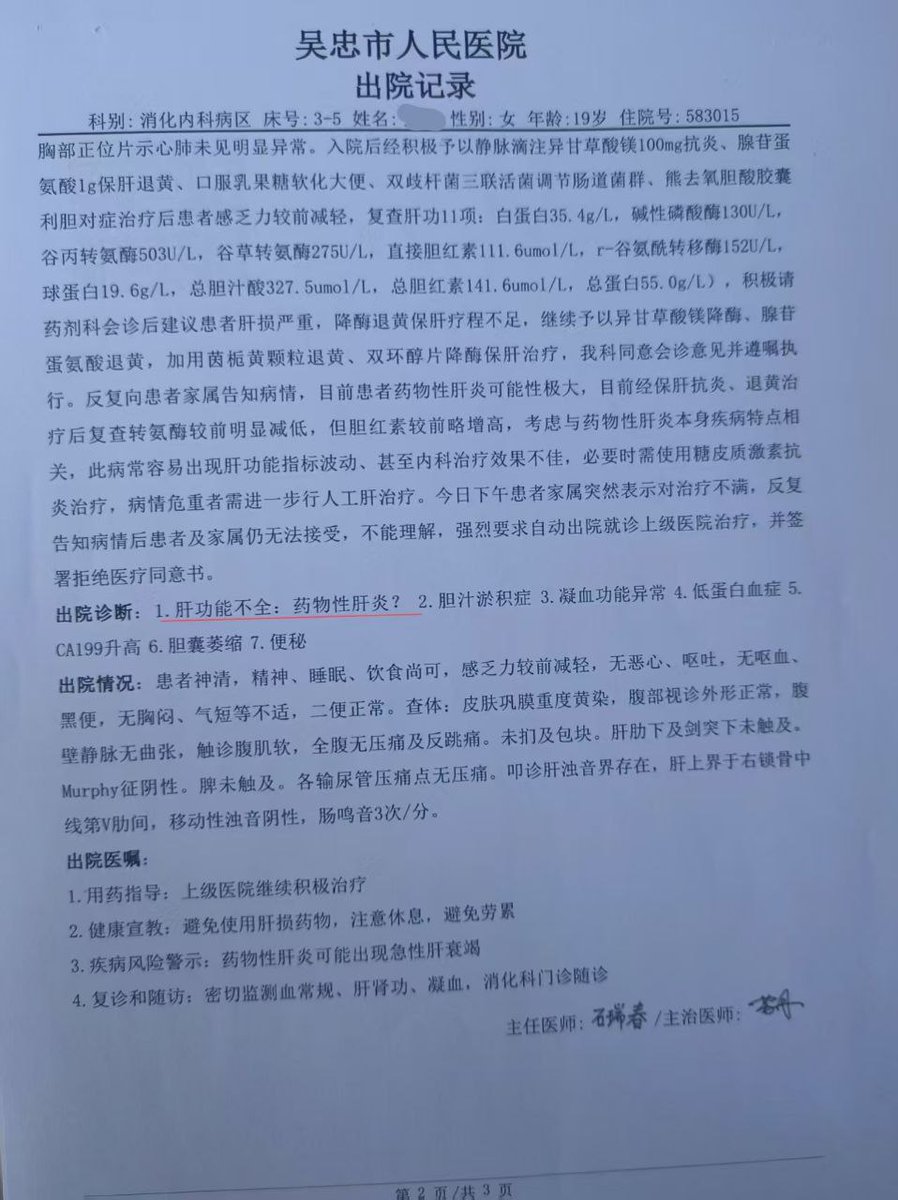 吴忠市人民医院
出院记录
科别: 消化内科病区 床号: 3-5 姓名: 性别: 女 年龄:19岁 住院号: 583015
胸部正位片示心肺未见明显异常。入院后经积极予以静脉滴注异甘草酸镁100mg抗炎、腺苷蛋
氨酸1g保肝退黄、口服乳果糖软化大便、双歧杆菌三联活菌调节肠道菌群、熊去氧胆酸胶囊
利胆对症治疗后患者感乏力较前减轻，复查肝功11项：白蛋白35.4g/L，碱性磷酸酶130U/L，
谷丙转氨酶503U/L，谷草转氨酶275U/L，直接胆红素111.6umol/L，r-谷氨酰转移酶152U/L，
球蛋白19.6g/L，总胆汁酸327.5umol/L，总胆红素141.6umol/L，总蛋白55.0g/L），积极请
药剂科会诊后建议患者肝损严重，降酶退黄保肝疗程不足，继续予以异甘草酸镁降酶、腺苷
蛋氨酸退黄，加用茵栀黄颗粒退黄、双环醇片降酶保肝治疗，我科同意会诊意见并遵嘱执
行。反复向患者家属告知病情，目前患者药物性肝炎可能性极大，目前经保肝抗炎、退黄治
疗后复查转氨酶较前明显减低，但胆红素较前略增高，考虑与药物性肝炎本身疾病特点相
关，此病常容易出现肝功能指标波动、甚至内科治疗效果不佳，必要时需使用糖皮质激素抗
炎治疗，病情危重者需进一步行人工肝治疗。今日下午患者家属突然表示对治疗不满，反复
告知病情后患者及家属仍无法接受，不能理解，强烈要求自动出院就诊上级医院治疗，并签
署拒绝医疗同意书。
出院诊断：1.肝功能不全：药物性肝炎？ 2.胆汁淤积症 3.凝血功能异常 4.低蛋白血症 5.
CA199升高 6.胆囊萎缩 7.便秘
出院情况：患者神清，精神、睡眠、饮食尚可，感乏力较前减轻，无恶心、呕吐，无呕血、
黑便，无胸闷、气短等不适，二便正常。查体：皮肤巩膜重度黄染，腹部视诊外形正常，腹
壁静脉无曲张，触诊腹肌软，全腹无压痛及反跳痛。未扪及包块。肝肋下及剑突下未触及。
Murphy征阴性。脾未触及。各输尿管压痛点无压痛。叩诊肝浊音界存在，肝上界于右锁骨中
线第V肋间，移动性浊音阴性，肠鸣音3次/分。
出院医嘱：
1.用药指导：上级医院继续积极治疗
2.健康宣教：避免使用肝损药物，注意休息，避免劳累
3.疾病风险警示：药物性肝炎可能出现急性肝衰竭
4.复诊和随访：密切监测血常规、肝肾功、凝血，消化科门诊随诊
主任医师: 石瑞春 /主治医师:
第 2 页/共 3 页